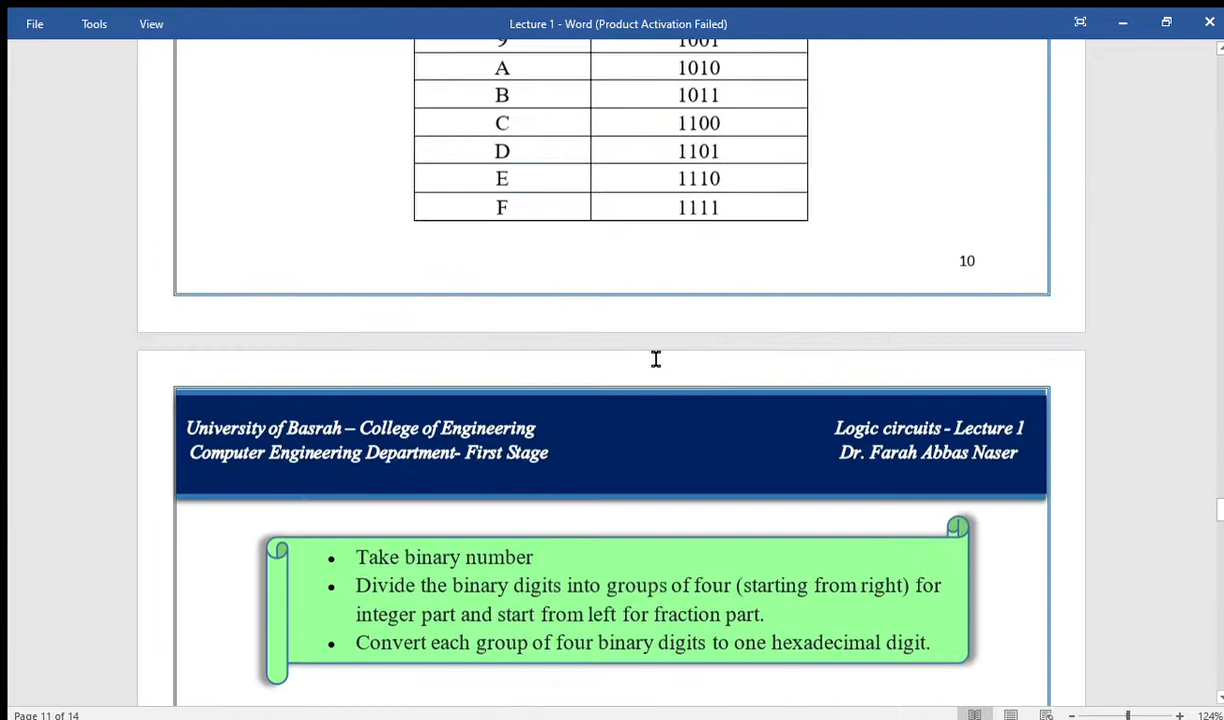 File Tools View Lecture 1 - Word (Product Activation Failed)
9 1001
A 1010
B 1011
C 1100
D 1101
E 1110
F 1111
10
University of Basrah – College of Engineering Logic circuits - Lecture 1
Computer Engineering Department- First Stage Dr. Farah Abbas Naser
• Take binary number
• Divide the binary digits into groups of four (starting from right) for
integer part and start from left for fraction part.
• Convert each group of four binary digits to one hexadecimal digit.
Page 11 of 14 124%